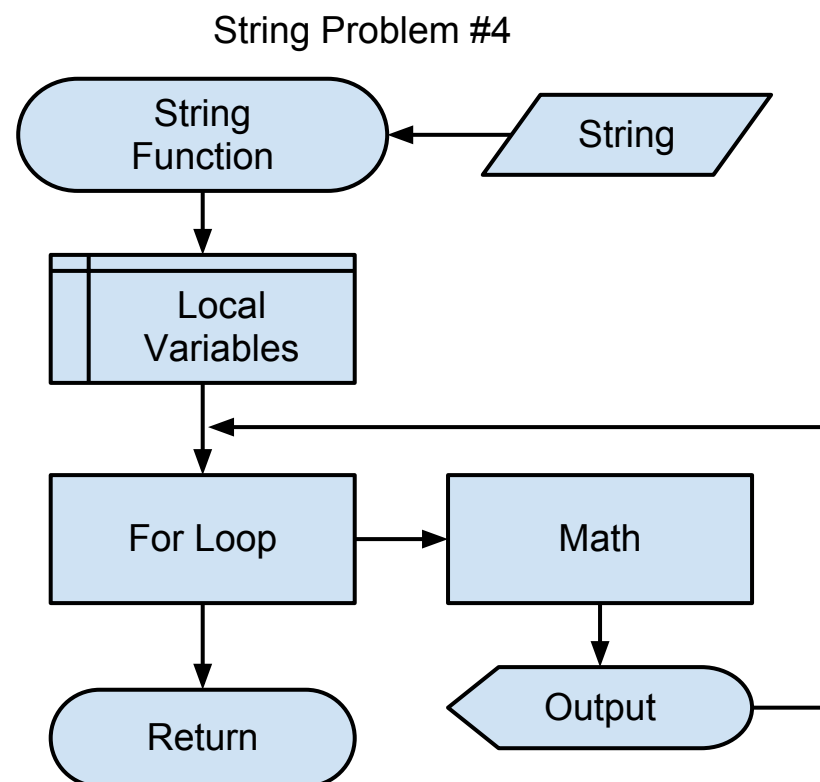 String Problem #4
String
Function
String
Local
Variables
For Loop
Math
Output
Return